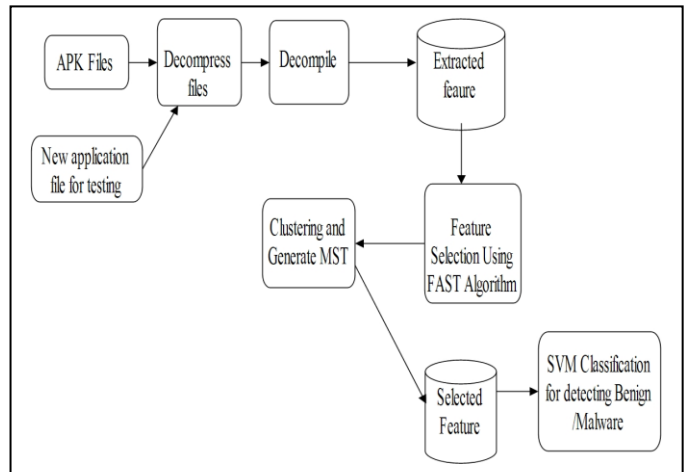 APK Files
Decompress
files
Decompile
Extracted
feaure
New application
file for testing
Clustering and
Generate MST
Feature
Selection Using
FAST Algorithm
Selected
Feature
SVM Classification
for detecting Benign
/Malware